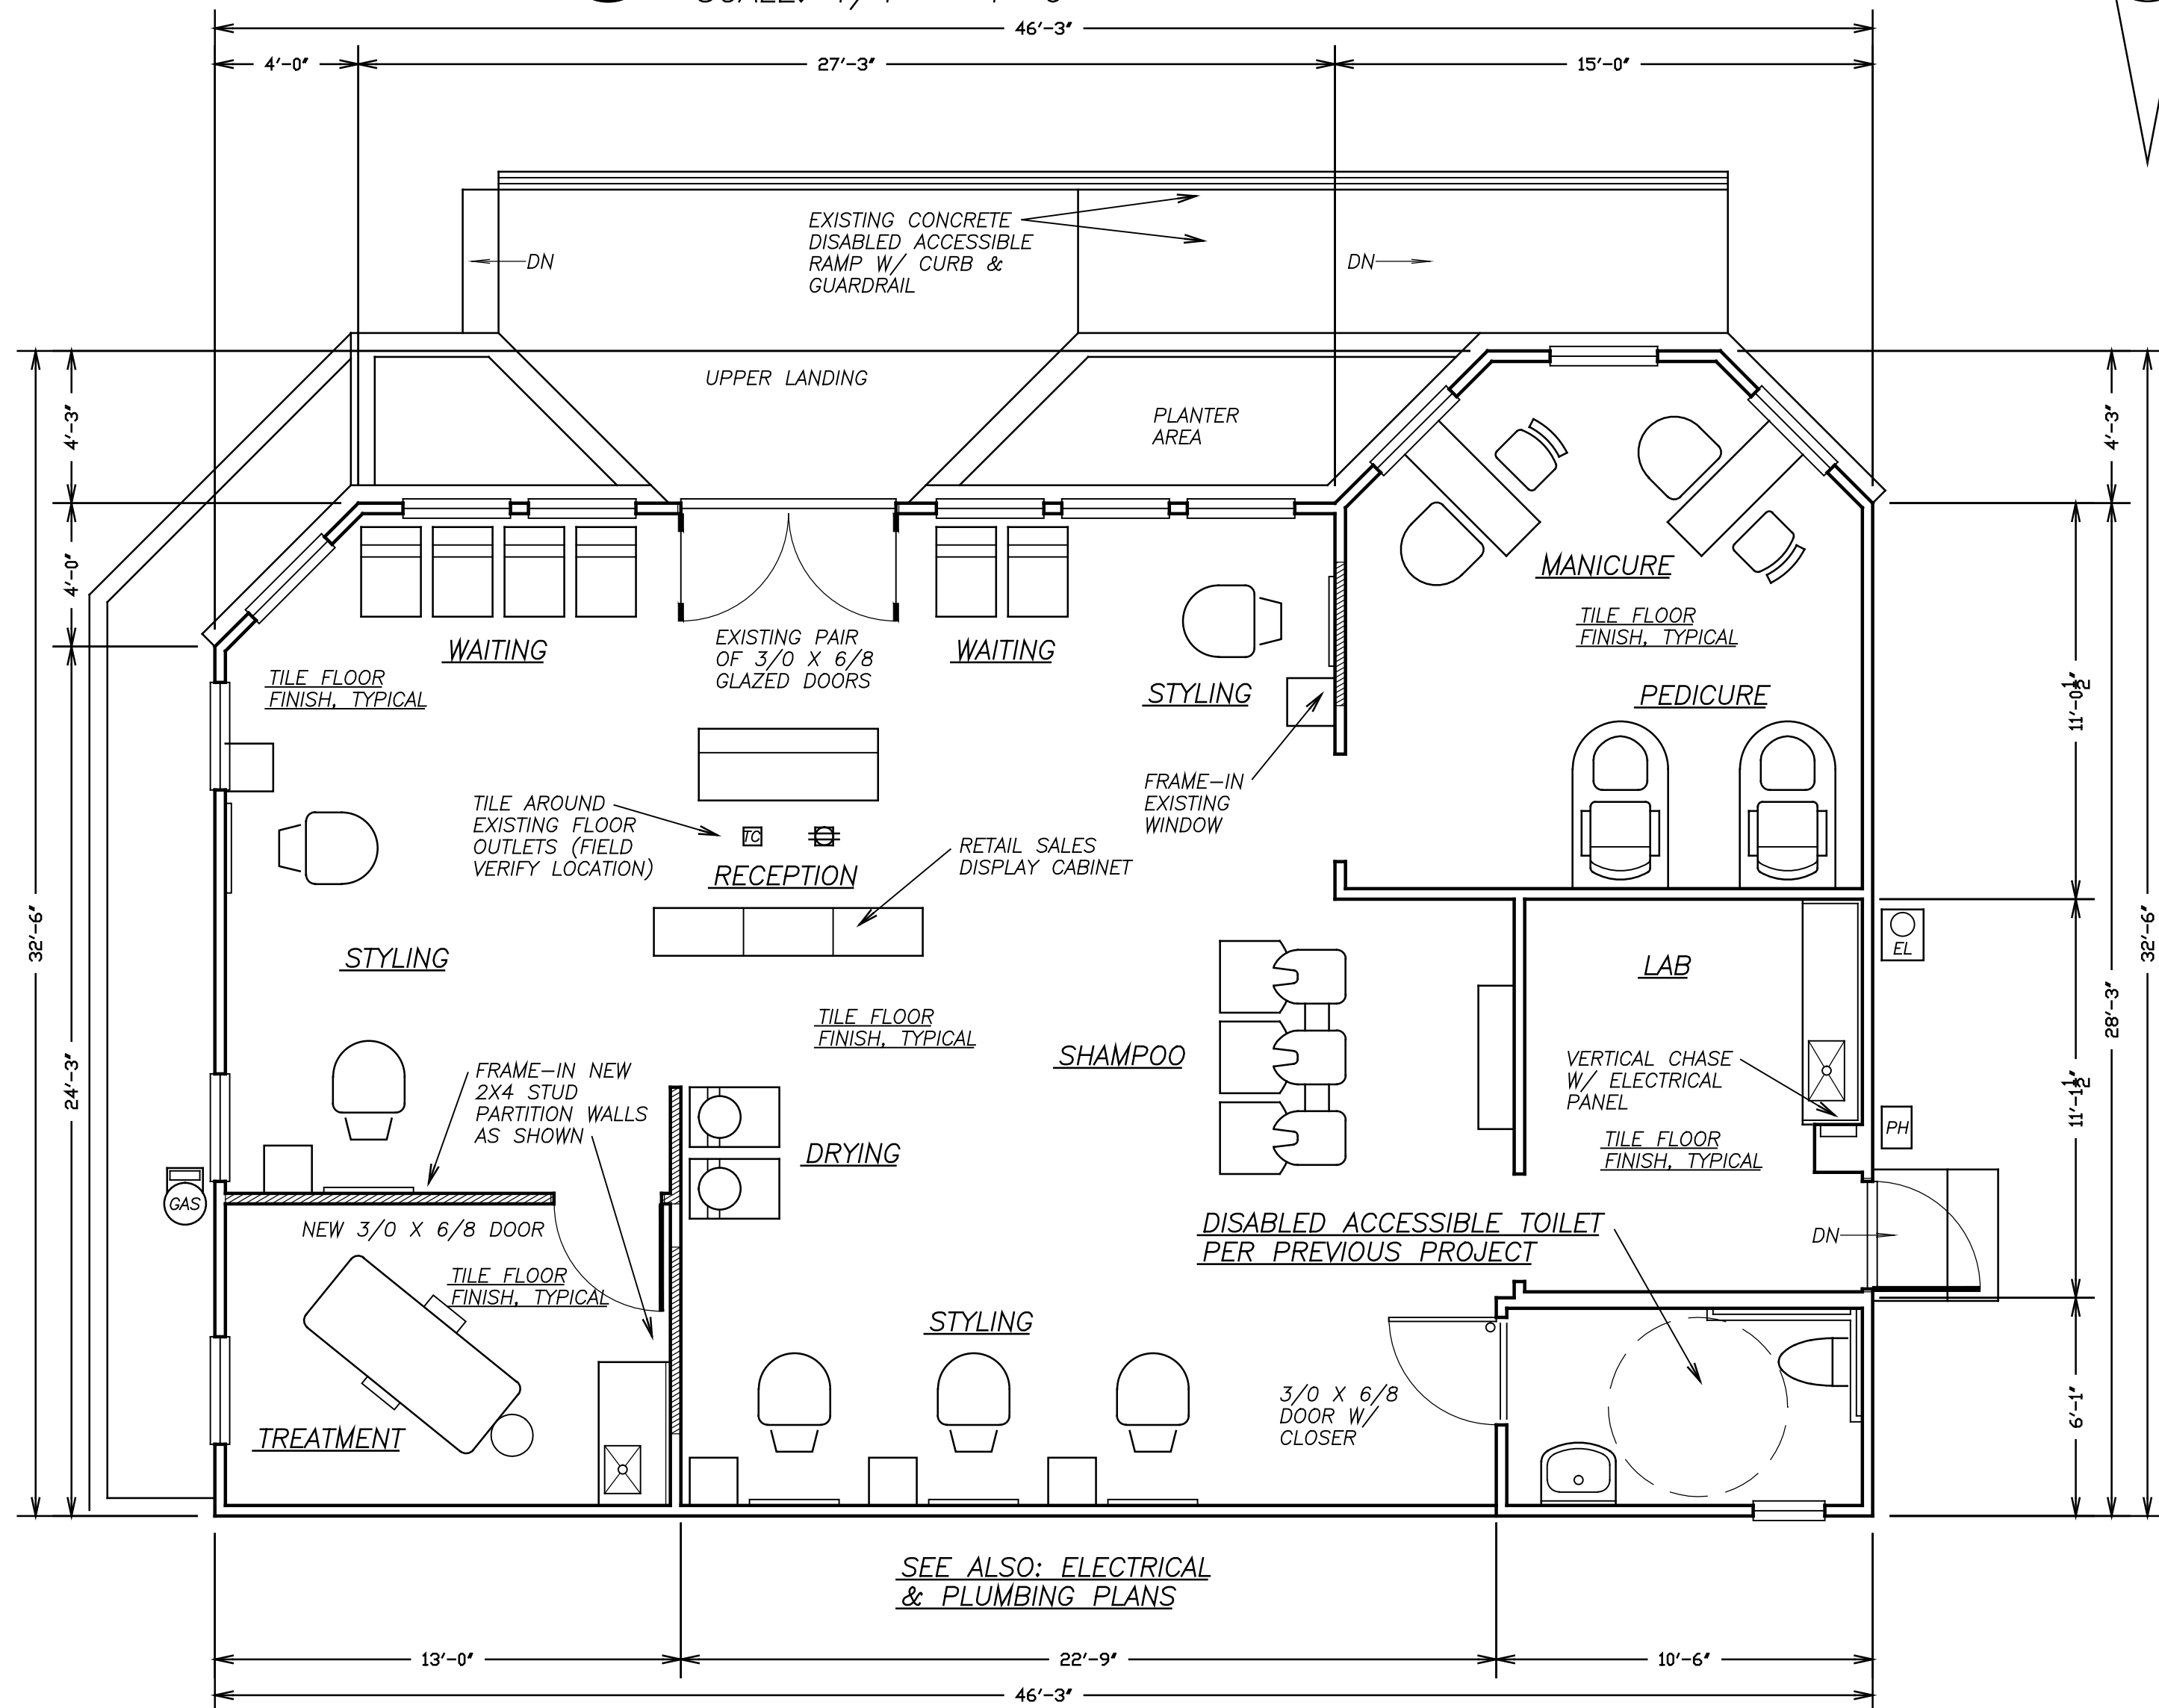 46'-3"
4'-0"
27'-3"
15'-0"
EXISTING CONCRETE
DISABLED ACCESSIBLE
RAMP W/ CURB &
GUARDRAIL
DN
DN
UPPER LANDING
PLANTER
AREA
4'-3"
4'-0"
32'-6"
24'-3"
4'-3"
11'-0½"
28'-3"
32'-6"
11'-1½"
6'-1"
WAITING
EXISTING PAIR
OF 3/0 X 6/8
GLAZED DOORS
WAITING
MANICURE
TILE FLOOR
FINISH, TYPICAL
TILE FLOOR
FINISH, TYPICAL
STYLING
PEDICURE
FRAME-IN
EXISTING
WINDOW
TILE AROUND
EXISTING FLOOR
OUTLETS (FIELD
VERIFY LOCATION)
TC
RECEPTION
RETAIL SALES
DISPLAY CABINET
STYLING
LAB
EL
TILE FLOOR
FINISH, TYPICAL
SHAMPOO
VERTICAL CHASE
W/ ELECTRICAL
PANEL
PH
FRAME-IN NEW
2X4 STUD
PARTITION WALLS
AS SHOWN
DRYING
TILE FLOOR
FINISH, TYPICAL
GAS
NEW 3/0 X 6/8 DOOR
DISABLED ACCESSIBLE TOILET
PER PREVIOUS PROJECT
DN
TILE FLOOR
FINISH, TYPICAL
STYLING
TREATMENT
3/0 X 6/8
DOOR W/
CLOSER
SEE ALSO: ELECTRICAL
& PLUMBING PLANS
13'-0"
22'-9"
10'-6"
46'-3"